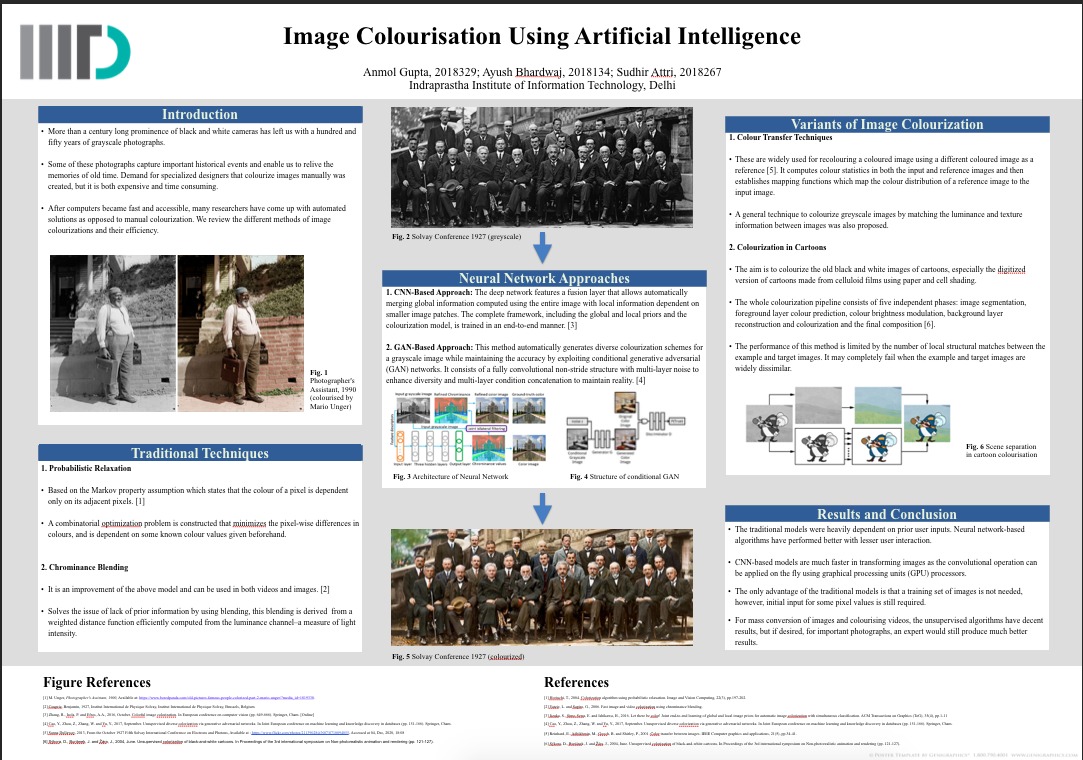 Image Colourisation Using Artificial Intelligence
Anmol Gupta, 2018329; Ayush Bhardwaj, 2018134; Sudhir Attri, 2018267
Indraprastha Institute of Information Technology, Delhi
Introduction
• More than a century long prominence of black and white cameras has left us with a hundred and
fifty years of grayscale photographs.
• Some of these photographs capture important historical events and enable us to relive the
memories of old time. Demand for specialized designers that colourize images manually was
created, but it is both expensive and time consuming.
• After computers became fast and accessible, many researchers have come up with automated
solutions as opposed to manual colourization. We review the different methods of image
colourizations and their efficiency.
Fig. 1
Photographer's
Assistant, 1990
(colourised by
Mario Unger)
Traditional Techniques
1. Probabilistic Relaxation
• Based on the Markov property assumption which states that the colour of a pixel is dependent
only on its adjacent pixels. [1]
• A combinatorial optimization problem is constructed that minimizes the pixel-wise differences in
colours, and is dependent on some known colour values given beforehand.
2. Chrominance Blending
• It is an improvement of the above model and can be used in both videos and images. [2]
• Solves the issue of lack of prior information by using blending, this blending is derived from a
weighted distance function efficiently computed from the luminance channel–a measure of light
intensity.
Fig. 2 Solvay Conference 1927 (greyscale)
Neural Network Approaches
1. CNN-Based Approach: The deep network features a fusion layer that allows automatically
merging global information computed using the entire image with local information dependent on
smaller image patches. The complete framework, including the global and local priors and the
colourization model, is trained in an end-to-end manner. [3]
2. GAN-Based Approach: This method automatically generates diverse colourization schemes for
a grayscale image while maintaining the accuracy by exploiting conditional generative adversarial
(GAN) networks. It consists of a fully convolutional non-stride structure with multi-layer noise to
enhance diversity and multi-layer condition concatenation to maintain reality. [4]
Input grayscale image Refined Chrominance Refined color image Ground-truth color
Input grayscale image
Joint bilateral filtering
Input layer Three hidden layers Output layer Chrominance values Color image
Fig. 3 Architecture of Neural Network
Fig. 4 Structure of conditional GAN
Fig. 5 Solvay Conference 1927 (colourized)
Variants of Image Colourization
1. Colour Transfer Techniques
• These are widely used for recolouring a coloured image using a different coloured image as a
reference [5]. It computes colour statistics in both the input and reference images and then
establishes mapping functions which map the colour distribution of a reference image to the
input image.
• A general technique to colourize greyscale images by matching the luminance and texture
information between images was also proposed.
2. Colourization in Cartoons
• The aim is to colourize the old black and white images of cartoons, especially the digitized
version of cartoons made from celluloid films using paper and cell shading.
• The whole colourization pipeline consists of five independent phases: image segmentation,
foreground layer colour prediction, colour brightness modulation, background layer
reconstruction and colourization and the final composition [6].
• The performance of this method is limited by the number of local structural matches between the
example and target images. It may completely fail when the example and target images are
widely dissimilar.
Fig. 6 Scene separation
in cartoon colourisation
Results and Conclusion
• The traditional models were heavily dependent on prior user inputs. Neural network-based
algorithms have performed better with lesser user interaction.
• CNN-based models are much faster in transforming images as the convolutional operation can
be applied on the fly using graphical processing units (GPU) processors.
• The only advantage of the traditional models is that a training set of images is not needed,
however, initial input for some pixel values is still required.
• For mass conversion of images and colourising videos, the unsupervised algorithms have decent
results, but if desired, for important photographs, an expert would still produce much better
results.
Figure References
References